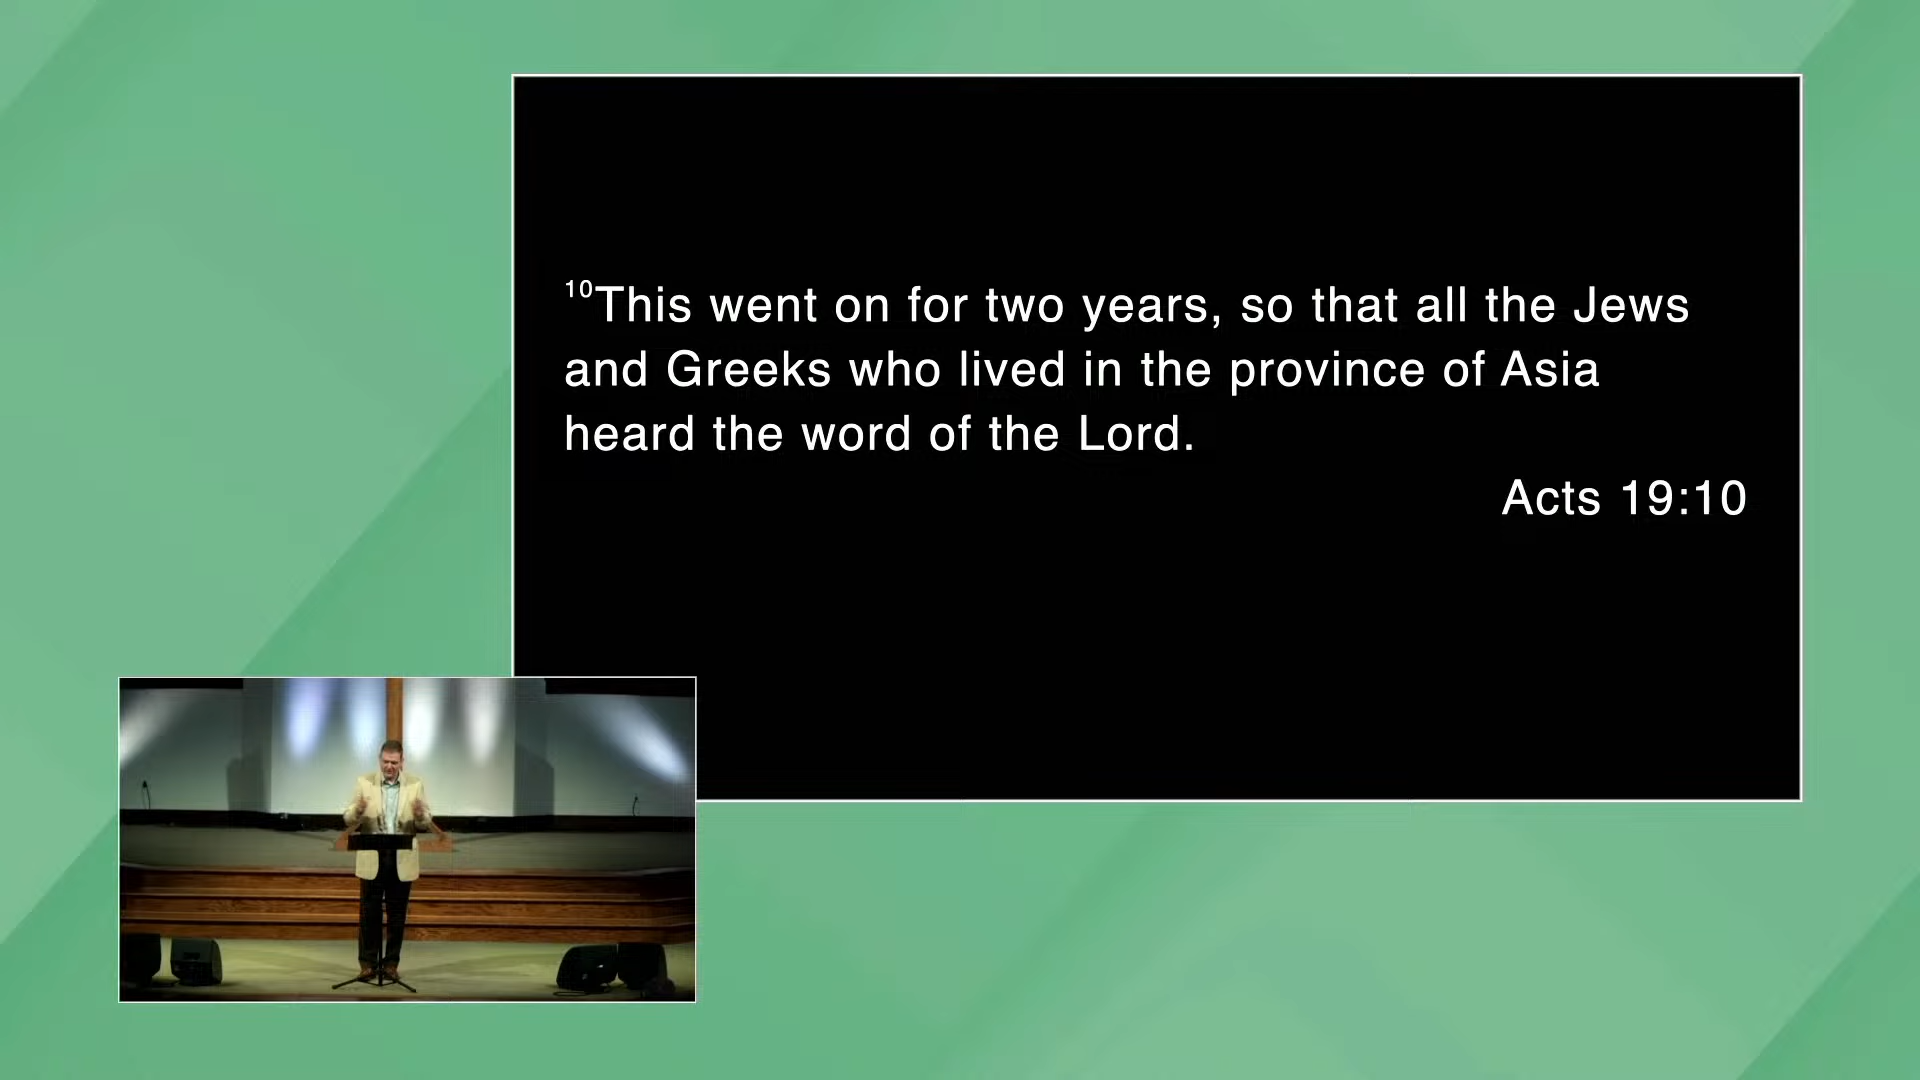 10This went on for two years, so that all the Jews
and Greeks who lived in the province of Asia
heard the word of the Lord.
Acts 19:10